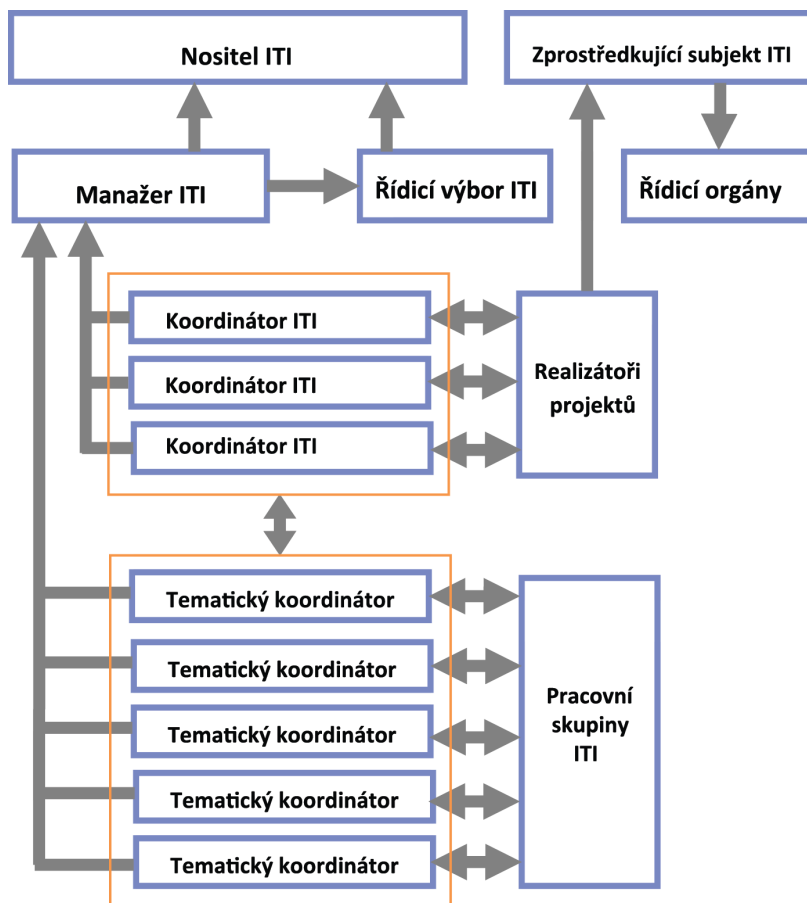 Nositel ITI
Zprostředkující subjekt ITI
Manažer ITI
Řídicí výbor ITI
Řídicí orgány
Koordinátor ITI
Koordinátor ITI
Koordinátor ITI
Realizátoři
projektů
Tematický koordinátor
Tematický koordinátor
Tematický koordinátor
Tematický koordinátor
Tematický koordinátor
Pracovní
skupiny
ITI